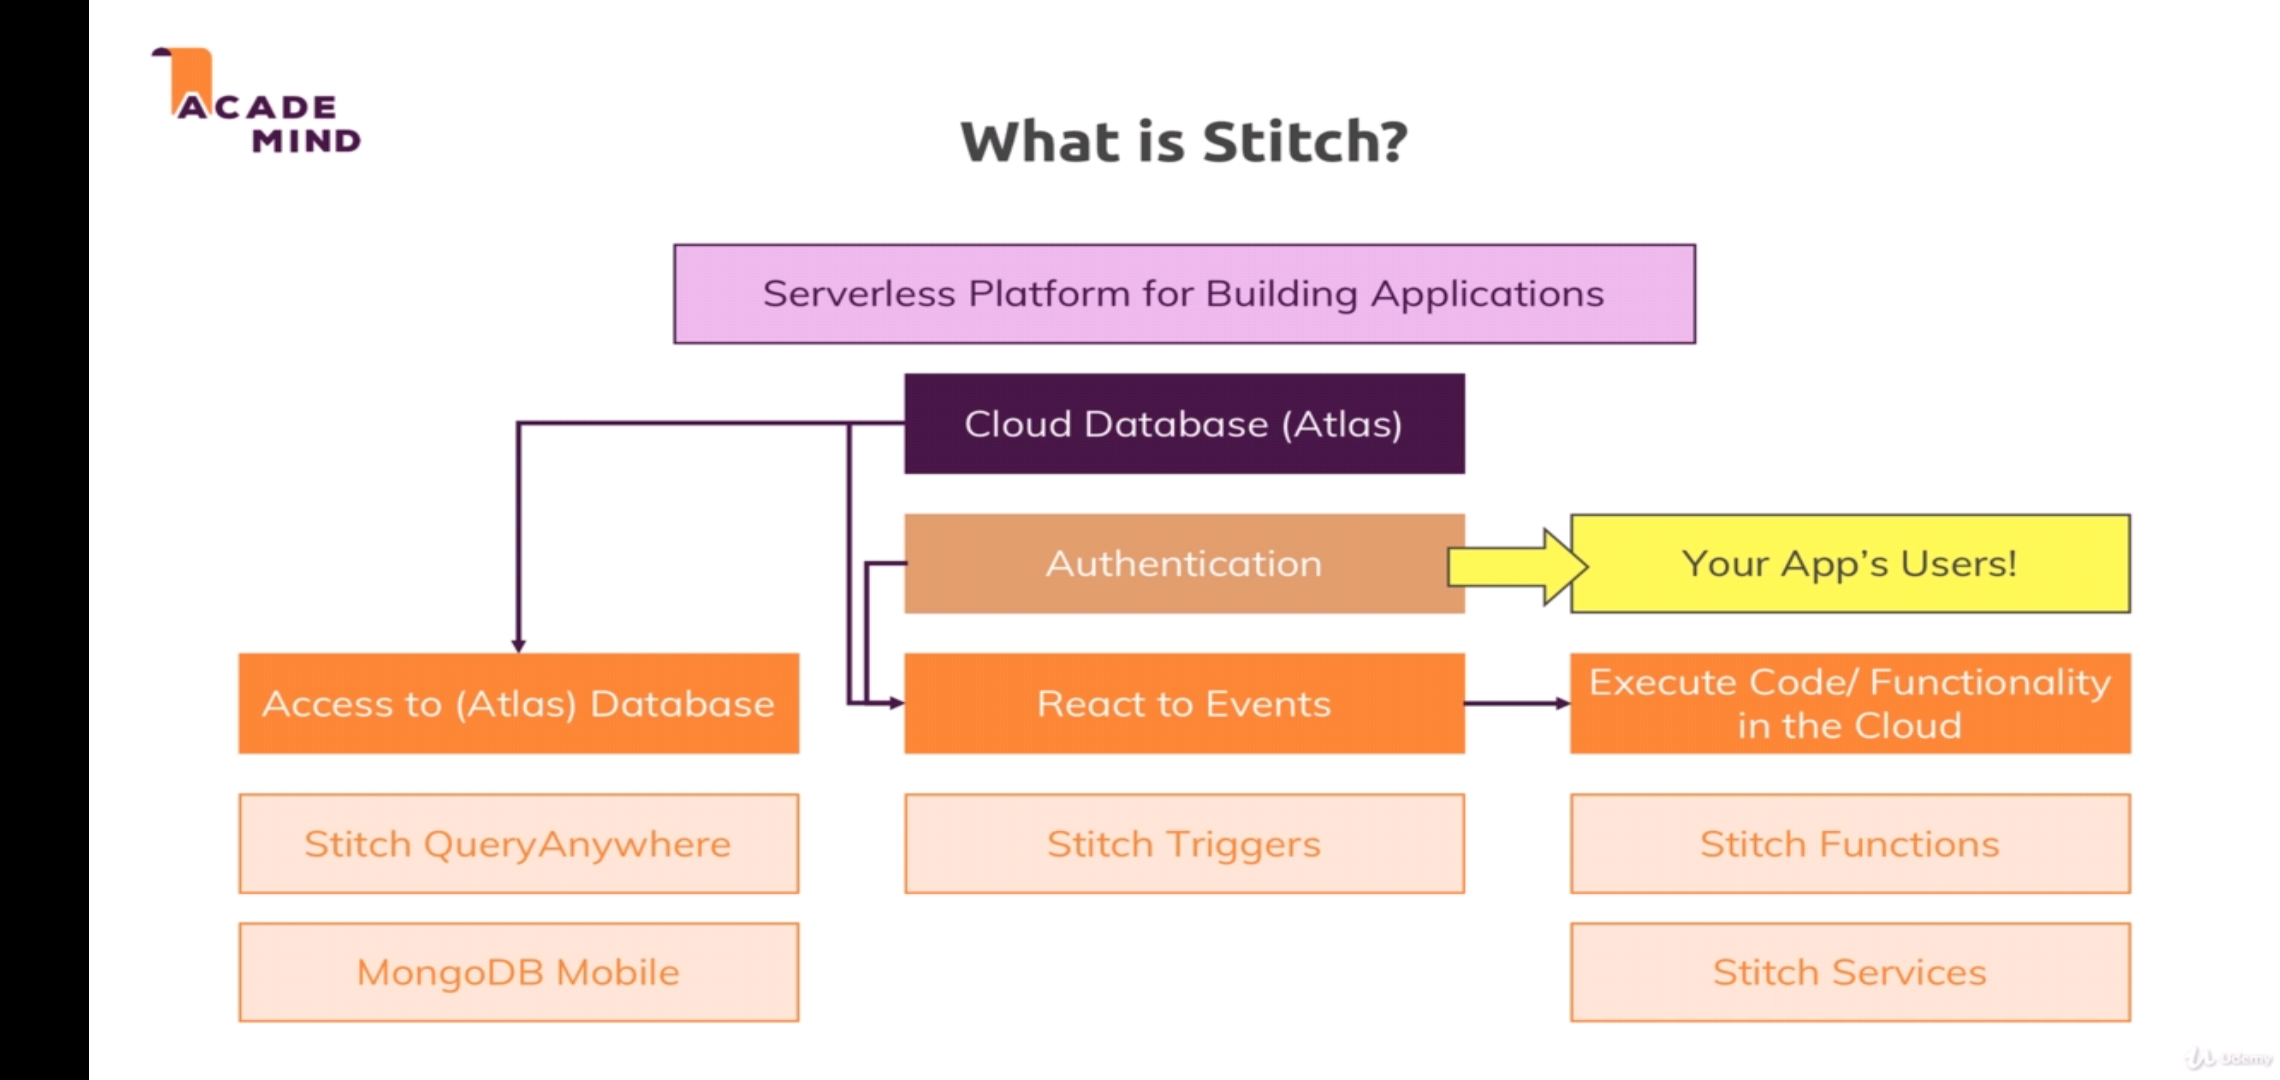 ACADE
MIND
What is Stitch?
Serverless Platform for Building Applications
Cloud Database (Atlas)
Authentication
Your App’s Users!
Access to (Atlas) Database
React to Events
Execute Code/ Functionality
in the Cloud
Stitch QueryAnywhere
Stitch Triggers
Stitch Functions
MongoDB Mobile
Stitch Services
Udemy